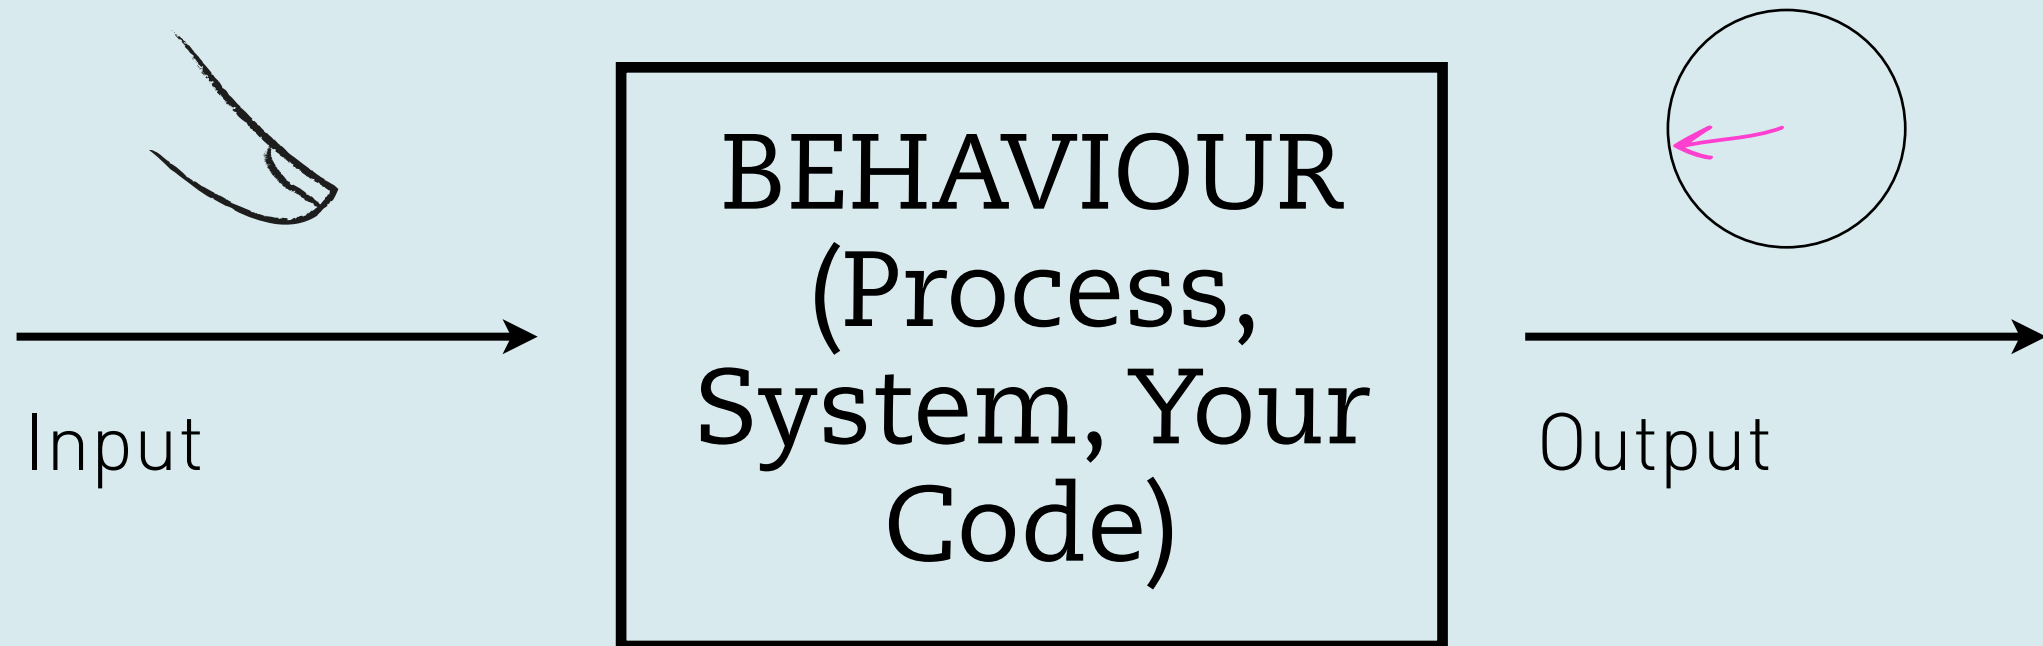 BEHAVIOUR
(Process,
System, Your
Code)
Input
Output